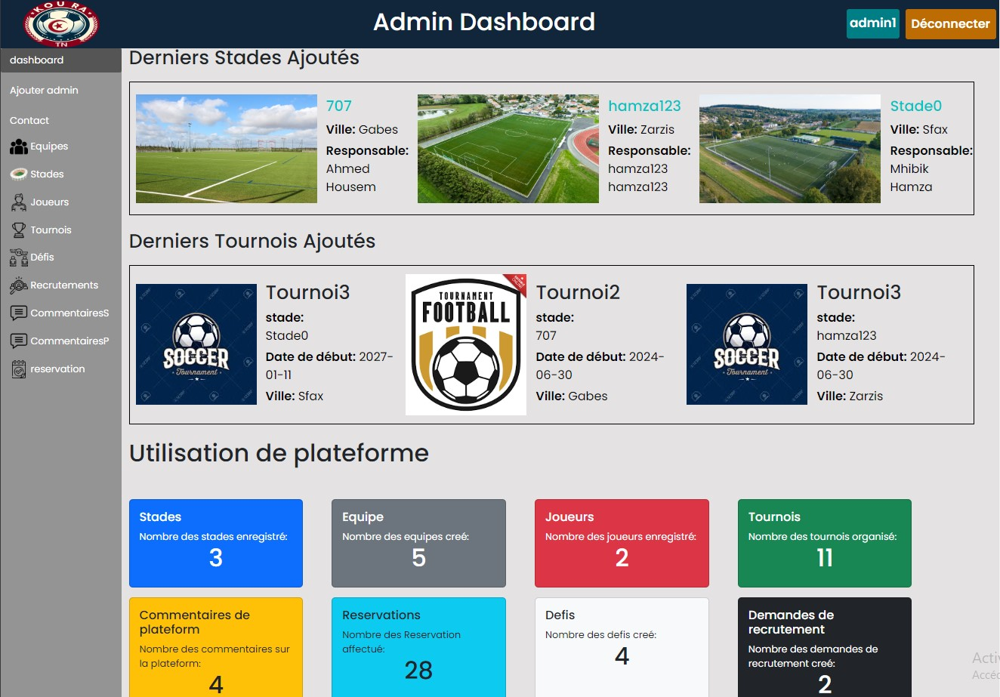 KOURA
TN
Admin Dashboard
admin1
Déconnecter
dashboard
Ajouter admin
Contact
Equipes
Stades
Joueurs
Tournois
Défis
Recrutements
CommentairesS
CommentairesP
reservation
Derniers Stades Ajoutés
707
Ville: Gabes
Responsable:
Ahmed
Housem
hamza123
Ville: Zarzis
Responsable:
hamza123
hamza123
Stade0
Ville: Sfax
Responsable:
Mhibik
Hamza
Derniers Tournois Ajoutés
SOCCER
Tournament
Tournoi3
stade:
Stade0
Date de début: 2027-
01-11
Ville: Sfax
TOURNAMENT
FOOTBALL
Tournoi2
stade:
707
Date de début: 2024-
06-30
Ville: Gabes
SOCCER
Tournament
Tournoi3
stade:
hamza123
Date de début: 2024-
06-30
Ville: Zarzis
Utilisation de plateforme
Stades
Nombre des stades enregistré:
3
Equipe
Nombre des equipes creé:
5
Joueurs
Nombre des joueurs enregistré:
2
Tournois
Nombre des tournois organisé:
11
Commentaires de
plateform
Nombre des commentaires sur
la plateform:
4
Reservations
Nombre des Reservation
affectué:
28
Defis
Nombre des defis creé:
4
Demandes de
recrutement
Nombre des demandes de
recrutement creé:
2